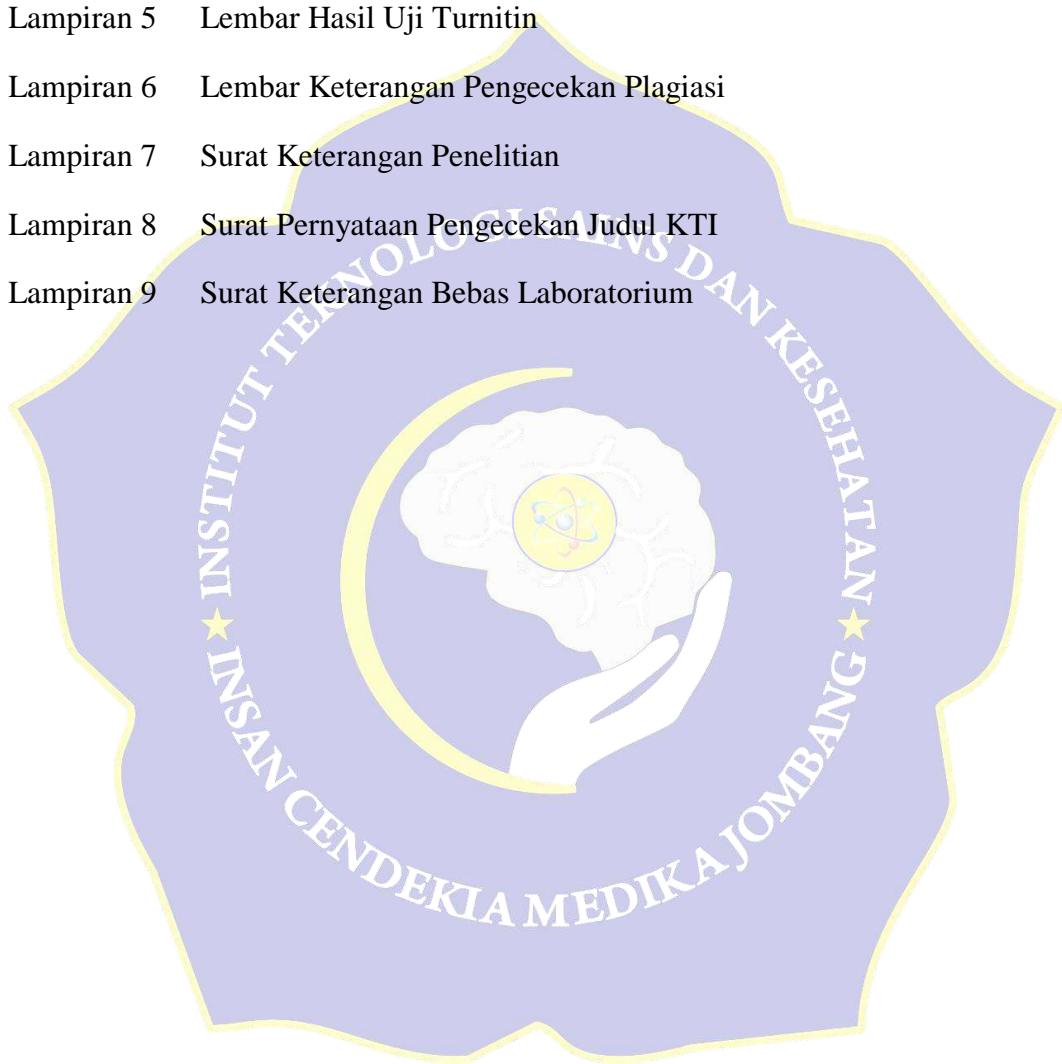 Lampiran 5 Lembar Hasil Uji Turnitin
Lampiran 6 Lembar Keterangan Pengecekan Plagiasi
Lampiran 7 Surat Keterangan Penelitian
Lampiran 8 Surat Pernyataan Pengecekan Judul KTI
Lampiran 9 Surat Keterangan Bebas Laboratorium
INSTITUT TEKNOLOGI SAINS DAN KESEHATAN
INSAN CENDEKIA MEDIKA JOMBANG